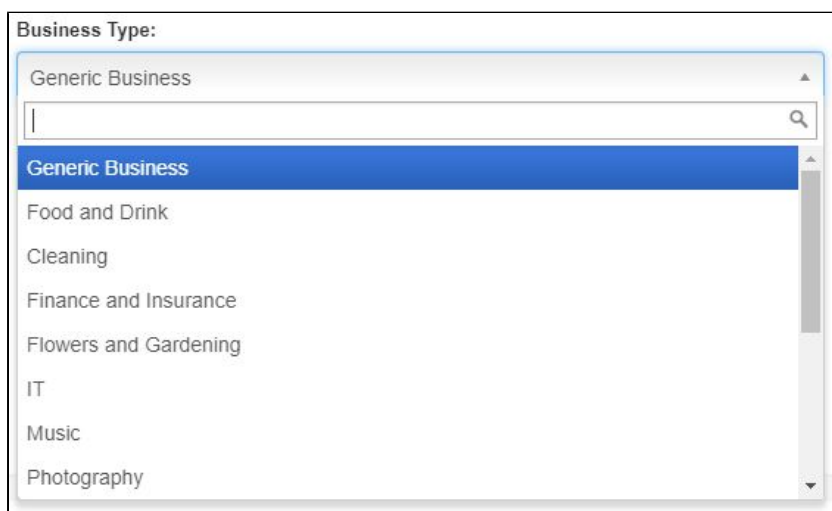 Business Type:
Generic Business
Generic Business
Food and Drink
Cleaning
Finance and Insurance
Flowers and Gardening
IT
Music
Photography